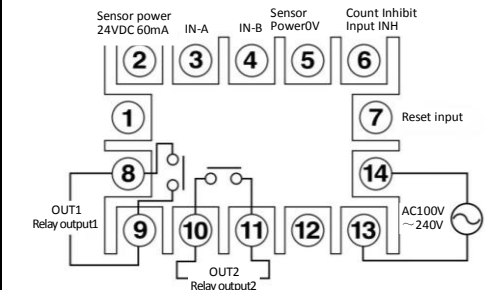 Sensor power
24VDC 60mA
IN-A
IN-B
Sensor
Power0V
Count Inhibit
Input INH
2
3
4
5
6
1
7
Reset input
8
14
OUT1
Relay output1
AC100V
～240V
9
10
11
12
13
OUT2
Relay output2